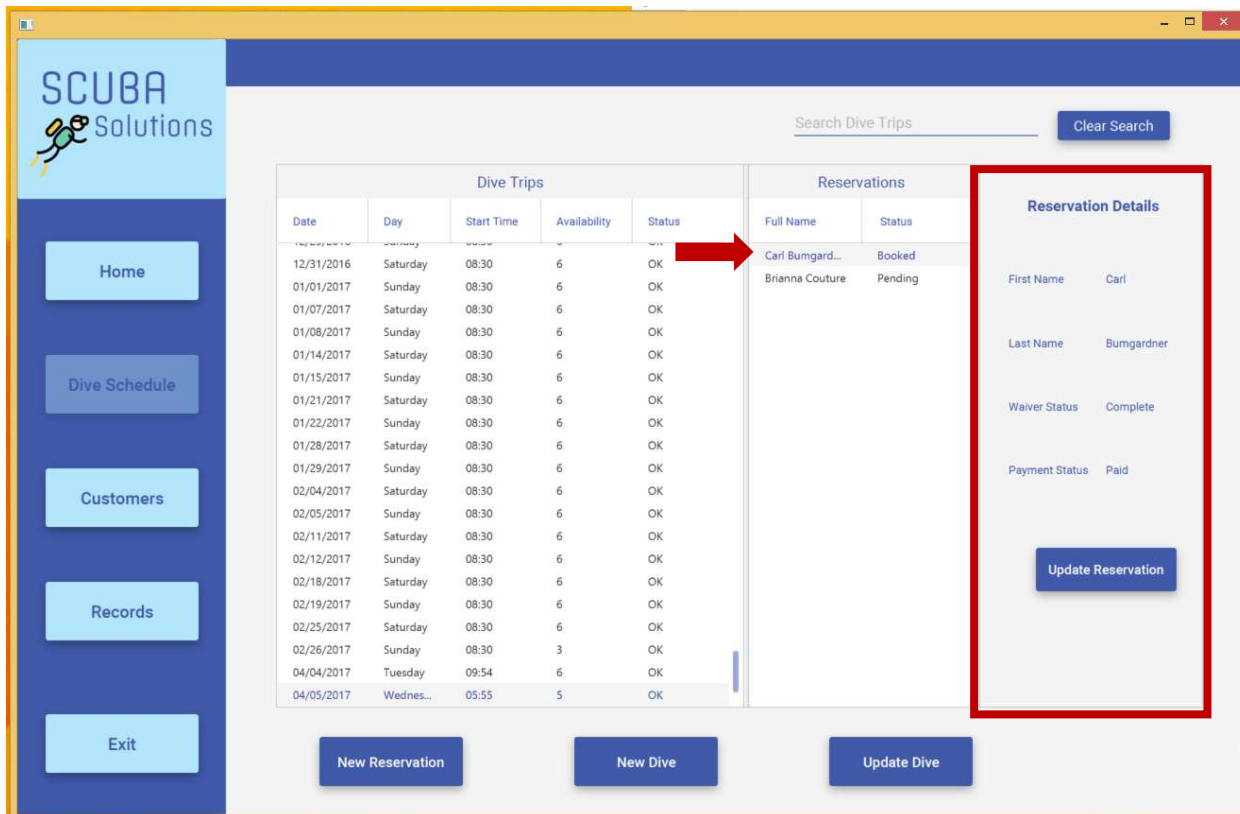 SCUBA
Solutions
Search Dive Trips
Clear Search
Home
Dive Schedule
Customers
Records
Exit
Dive Trips
Date Day Start Time Availability Status
12/31/2016 Saturday 08:30 6 OK
01/01/2017 Sunday 08:30 6 OK
01/07/2017 Saturday 08:30 6 OK
01/08/2017 Sunday 08:30 6 OK
01/14/2017 Saturday 08:30 6 OK
01/15/2017 Sunday 08:30 6 OK
01/21/2017 Saturday 08:30 6 OK
01/22/2017 Sunday 08:30 6 OK
01/28/2017 Saturday 08:30 6 OK
01/29/2017 Sunday 08:30 6 OK
02/04/2017 Saturday 08:30 6 OK
02/05/2017 Sunday 08:30 6 OK
02/11/2017 Saturday 08:30 6 OK
02/12/2017 Sunday 08:30 6 OK
02/18/2017 Saturday 08:30 6 OK
02/19/2017 Sunday 08:30 6 OK
02/25/2017 Saturday 08:30 6 OK
02/26/2017 Sunday 08:30 3 OK
04/04/2017 Tuesday 09:54 6 OK
04/05/2017 Wednes... 05:55 5 OK
Reservations
Full Name Status
Carl Bumgard... Booked
Brianna Couture Pending
Reservation Details
First Name Carl
Last Name Bumgardner
Waiver Status Complete
Payment Status Paid
Update Reservation
New Reservation
New Dive
Update Dive